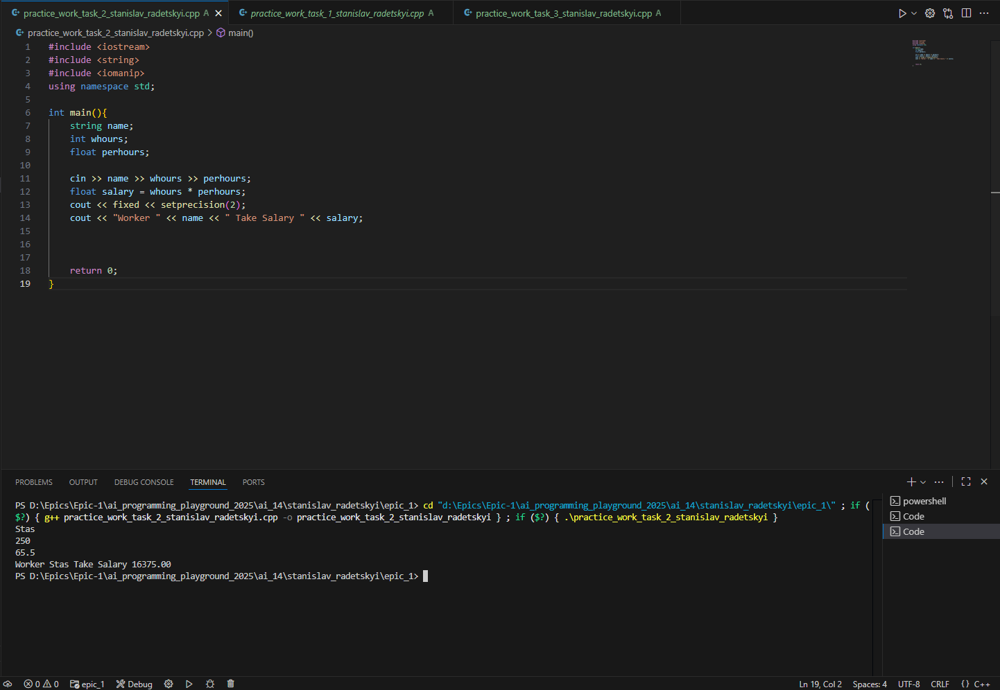 practice_work_task_2_stanislav_radetskyi.cpp A practice_work_task_1_stanislav_radetskyi.cpp A practice_work_task_3_stanislav_radetskyi.cpp A
practice_work_task_2_stanislav_radetskyi.cpp > main()
1 #include <iostream>
2 #include <string>
3 #include <iomanip>
4 using namespace std;
5
6 int main(){
7 string name;
8 int whours;
9 float perhours;
10
11 cin >> name >> whours >> perhours;
12 float salary = whours * perhours;
13 cout << fixed << setprecision(2);
14 cout << "Worker " << name << " Take Salary " << salary;
15
16
17
18 return 0;
19 }
PROBLEMS OUTPUT DEBUG CONSOLE TERMINAL PORTS
PS D:\Epics\Epic-1\ai_programming_playground_2025\ai_14\stanislav_radetskyi\epic_1> cd "d:\Epics\Epic-1\ai_programming_playground_2025\ai_14\stanislav_radetskyi\epic_1\" ; if (
$?) { g++ practice_work_task_2_stanislav_radetskyi.cpp -o practice_work_task_2_stanislav_radetskyi } ; if ($?) { .\practice_work_task_2_stanislav_radetskyi }
Stas
250
65.5
Worker Stas Take Salary 16375.00
PS D:\Epics\Epic-1\ai_programming_playground_2025\ai_14\stanislav_radetskyi\epic_1>
powershell
Code
Code
0 0 epic_1 Debug Ln 19, Col 2 Spaces: 4 UTF-8 CRLF {} C++